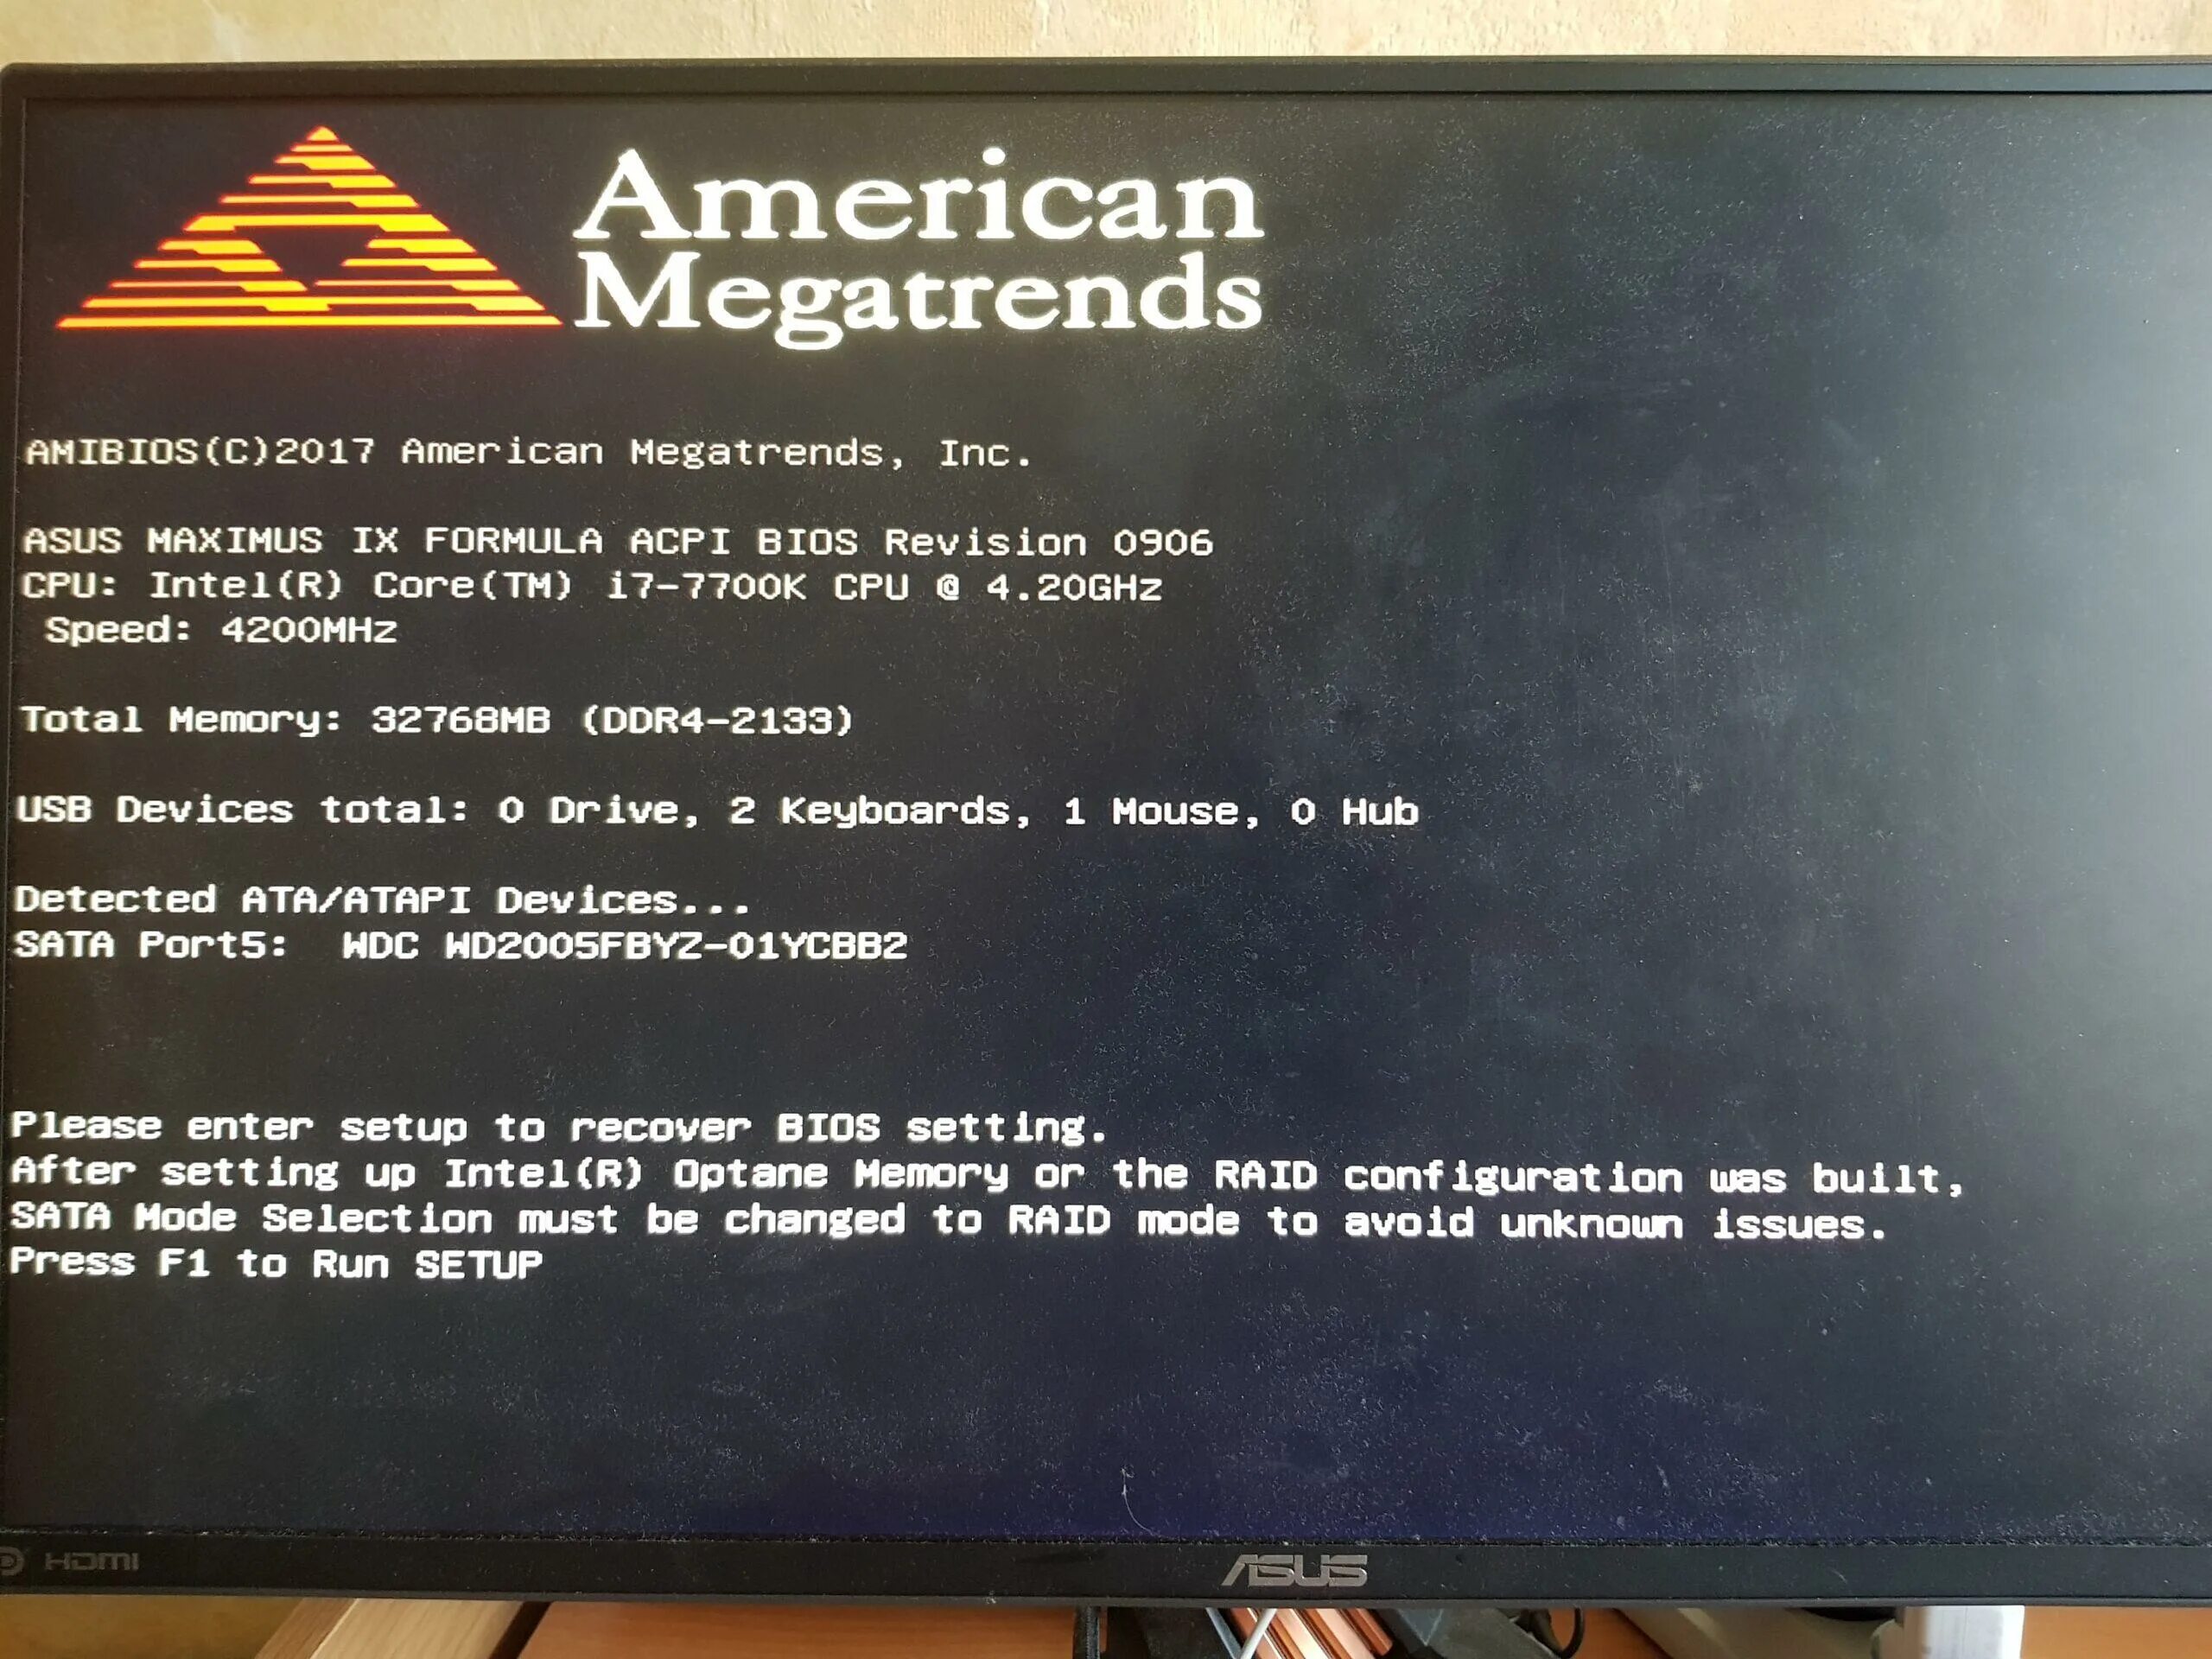 American
Megatrends
AMIBIOS(C)2017 American Megatrends, Inc.
ASUS MAXIMUS IX FORMULA ACPI BIOS Revision 0906
CPU: Intel(R) Core(TM) i7-7700K CPU @ 4.20GHz
Speed: 4200MHz
Total Memory: 32768MB (DDR4-2133)
USB Devices total: 0 Drive, 2 Keyboards, 1 Mouse, 0 Hub
Detected ATA/ATAPI Devices...
SATA Port5: WDC WD2005FBYZ-01YCBB2
Please enter setup to recover BIOS setting.
After setting up Intel(R) Optane Memory or the RAID configuration was built,
SATA Mode Selection must be changed to RAID mode to avoid unknown issues.
Press F1 to Run SETUP
HDMI
ASUS